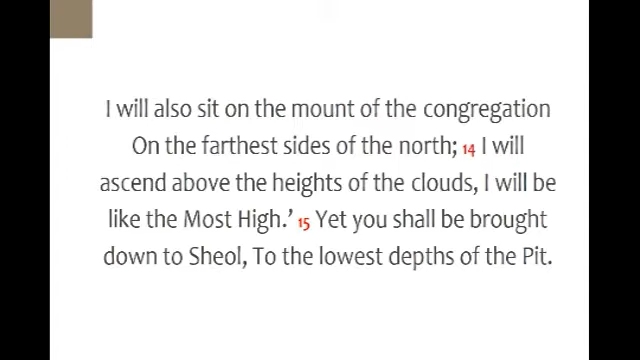 I will also sit on the mount of the congregation
On the farthest sides of the north; 14 I will
ascend above the heights of the clouds, I will be
like the Most High.’ 15 Yet you shall be brought
down to Sheol, To the lowest depths of the Pit.